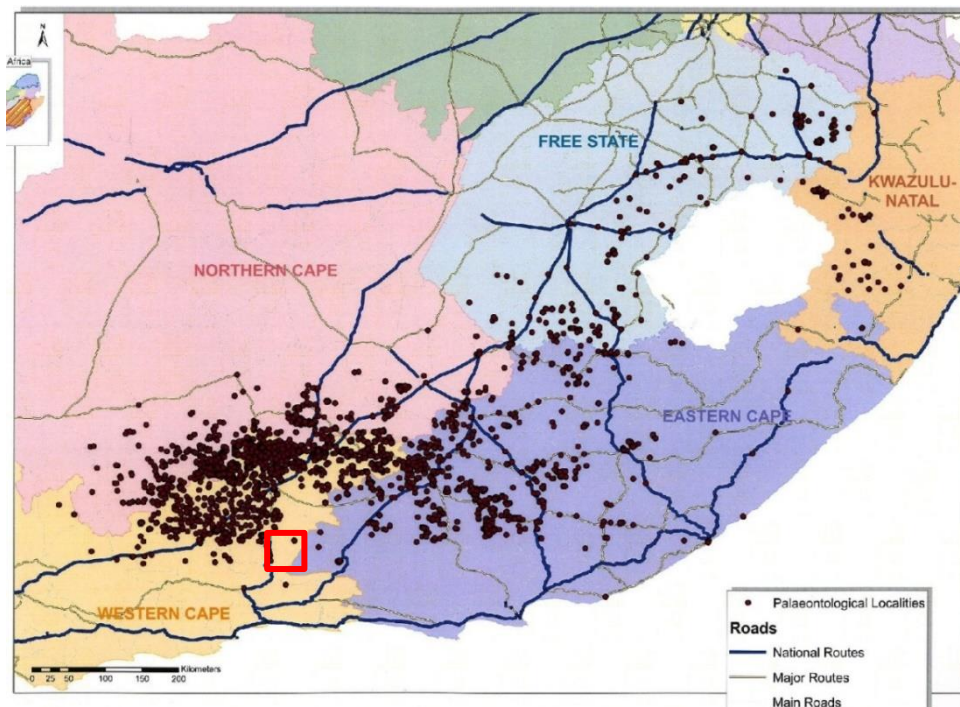 N
Africa
FREE STATE
KWAZULU-
NATAL
NORTHERN CAPE
EASTERN CAPE
WESTERN CAPE
Palaeontological Localities
Roads
National Routes
Major Routes
Main Roads
Kilometers
0 25 50 100 150 200